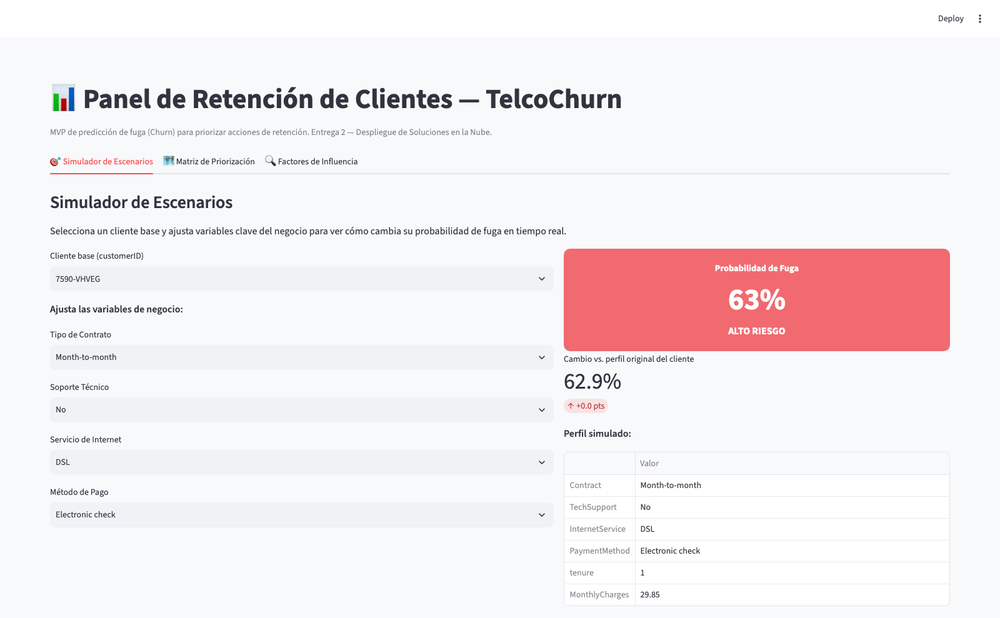 Deploy
Panel de Retención de Clientes — TelcoChurn
MVP de predicción de fuga (Churn) para priorizar acciones de retención. Entrega 2 — Despliegue de Soluciones en la Nube.
Simulador de Escenarios
Matriz de Priorización
Factores de Influencia
Simulador de Escenarios
Selecciona un cliente base y ajusta variables clave del negocio para ver cómo cambia su probabilidad de fuga en tiempo real.
Cliente base (customerID)
7590-VHVEG
Ajusta las variables de negocio:
Tipo de Contrato
Month-to-month
Soporte Técnico
No
Servicio de Internet
DSL
Método de Pago
Electronic check
Probabilidad de Fuga
63%
ALTO RIESGO
Cambio vs. perfil original del cliente
62.9%
↑ +0.0 pts
Perfil simulado:
Valor
Contract Month-to-month
TechSupport No
InternetService DSL
PaymentMethod Electronic check
tenure 1
MonthlyCharges 29.85